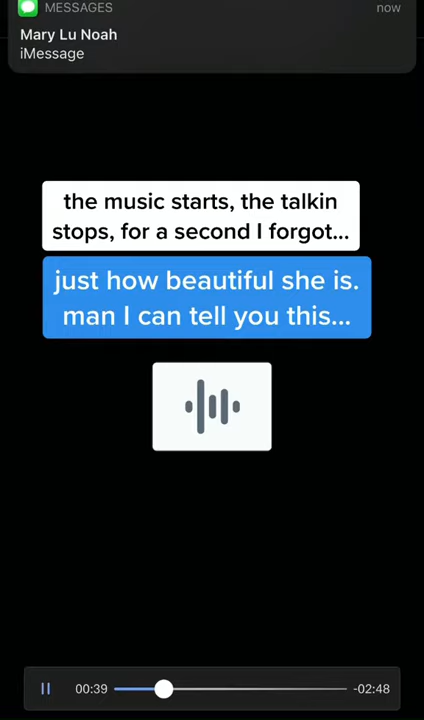 MESSAGES
now
Mary Lu Noah
iMessage
the music starts, the talkin
stops, for a second I forgot...
just how beautiful she is.
man I can tell you this...
00:39
-02:48